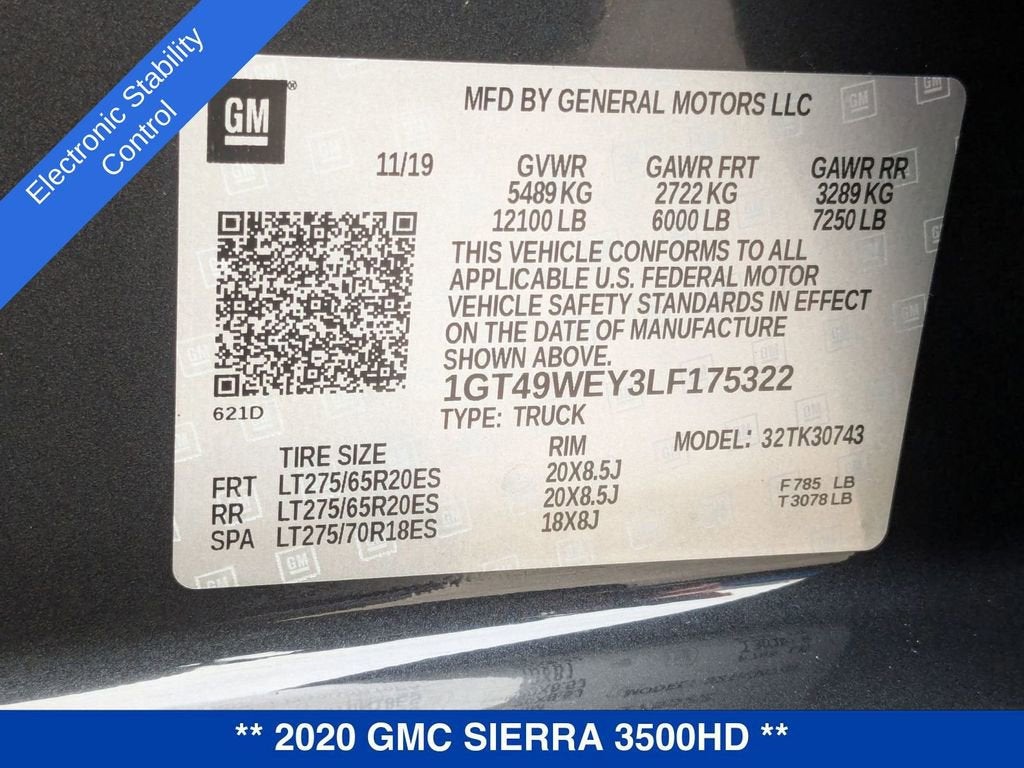 Electronic Stability
Control
GM
MFD BY GENERAL MOTORS LLC
11/19 GVWR GAWR FRT GAWR RR
5489 KG 2722 KG 3289 KG
12100 LB 6000 LB 7250 LB
THIS VEHICLE CONFORMS TO ALL
APPLICABLE U.S. FEDERAL MOTOR
VEHICLE SAFETY STANDARDS IN EFFECT
ON THE DATE OF MANUFACTURE
SHOWN ABOVE.
1GT49WEY3LF175322
621D
TYPE: TRUCK
TIRE SIZE RIM MODEL: 32TK30743
FRT LT275/65R20ES 20X8.5J F785 LB
RR LT275/65R20ES 20X8.5J T3078 LB
SPA LT275/70R18ES 18X8J
** 2020 GMC SIERRA 3500HD **